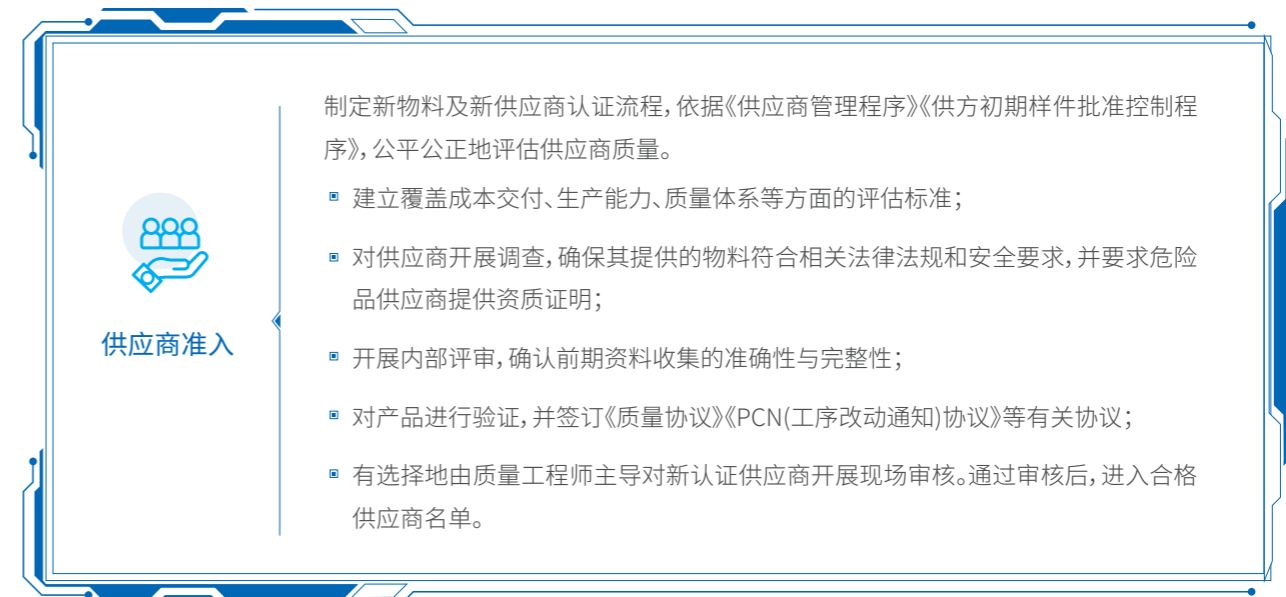 供应商准入
制定新物料及新供应商认证流程,依据《供应商管理程序》《供方初期样件批准控制程
序》,公平公正地评估供应商质量。
建立覆盖成本交付、生产能力、质量体系等方面的评估标准;
对供应商开展调查,确保其提供的物料符合相关法律法规和安全要求,并要求危险
品供应商提供资质证明;
开展内部评审,确认前期资料收集的准确性与完整性;
对产品进行验证,并签订《质量协议》《PCN(工序改动通知)协议》等有关协议;
有选择地由质量工程师主导对新认证供应商开展现场审核。通过审核后,进入合格
供应商名单。